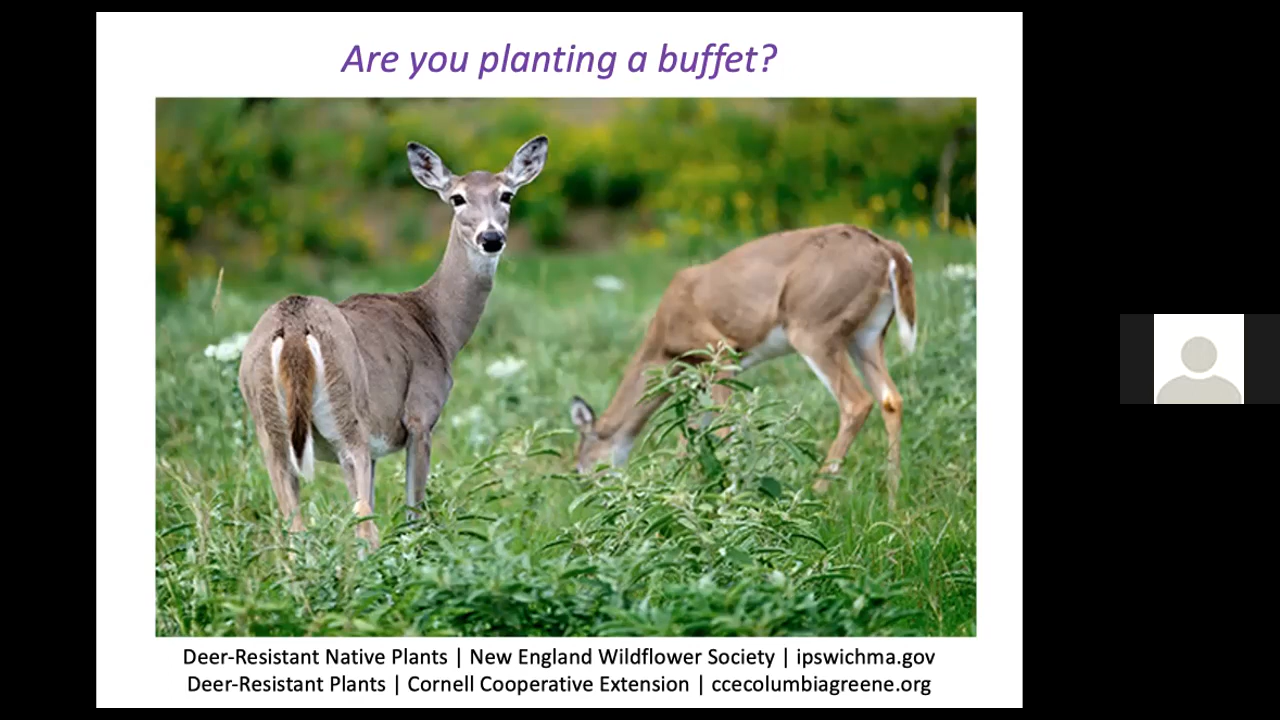 Are you planting a buffet?
Deer-Resistant Native Plants | New England Wildflower Society | ipswichma.gov
Deer-Resistant Plants | Cornell Cooperative Extension | ccecolumbiagreene.org